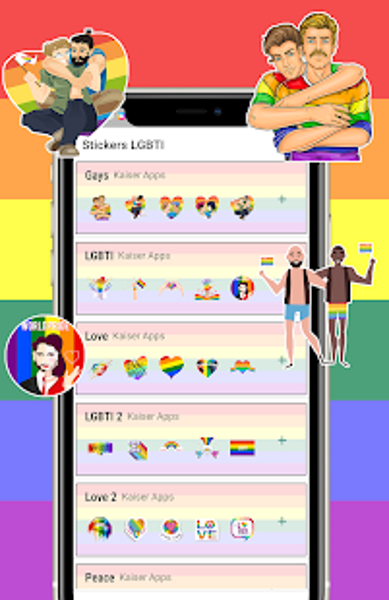 Stickers LGBTI
Gays Kaiser Apps
LGBTI Kaiser Apps
WORLD PRIDE
Love Kaiser Apps
LGBTI 2 Kaiser Apps
Love 2 Kaiser Apps
LOVE
Peace Kaiser Apps